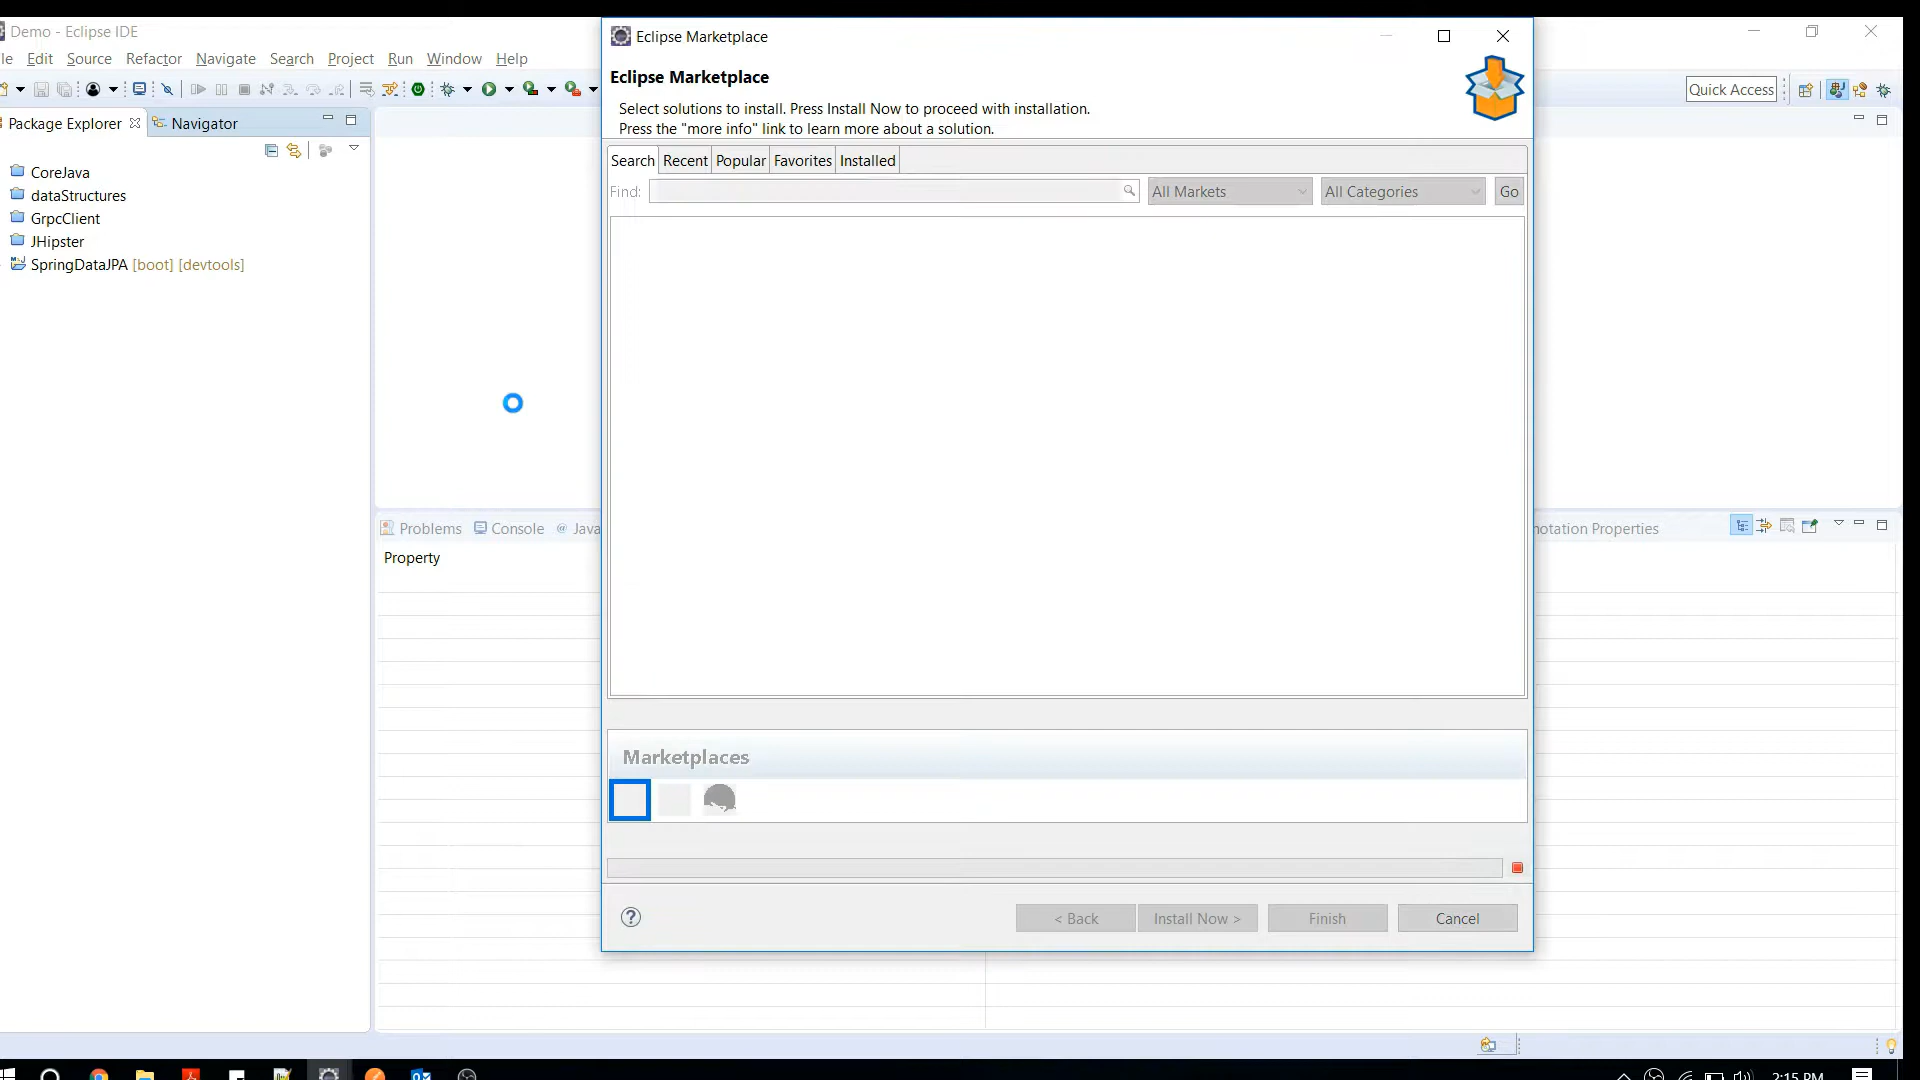 Demo - Eclipse IDE
le Edit Source Refactor Navigate Search Project Run Window Help
Quick Access
Package Explorer
Navigator
CoreJava
dataStructures
GrpcClient
JHipster
SpringDataJPA [boot] [devtools]
Problems
Console
@ Java
notation Properties
Property
Eclipse Marketplace
Eclipse Marketplace
Select solutions to install. Press Install Now to proceed with installation.
Press the "more info" link to learn more about a solution.
Search Recent Popular Favorites Installed
Find:
All Markets
All Categories
Go
Marketplaces
< Back
Install Now >
Finish
Cancel
2:15 PM